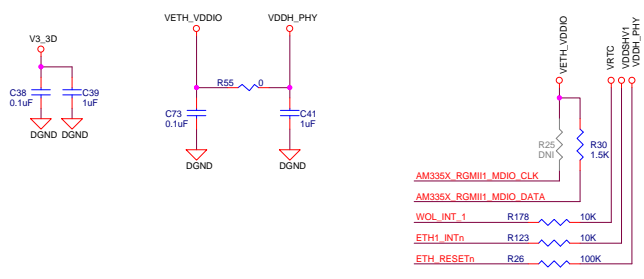 VETH_VDDIO
VDDH_PHY
V3_3D
R55 0
C38
0.1uF
C39
1uF
C73
0.1uF
C41
1uF
DGND
DGND
DGND
DGND
VETH_VDDIO
VRTC
VDDSHV1
VDDH_PHY
R25
DNI
R30
1.5K
AM335X_RGMII1_MDIO_CLK
AM335X_RGMII1_MDIO_DATA
WOL_INT_1 R178 10K
ETH1_INTn R123 10K
ETH_RESETn R26 100K